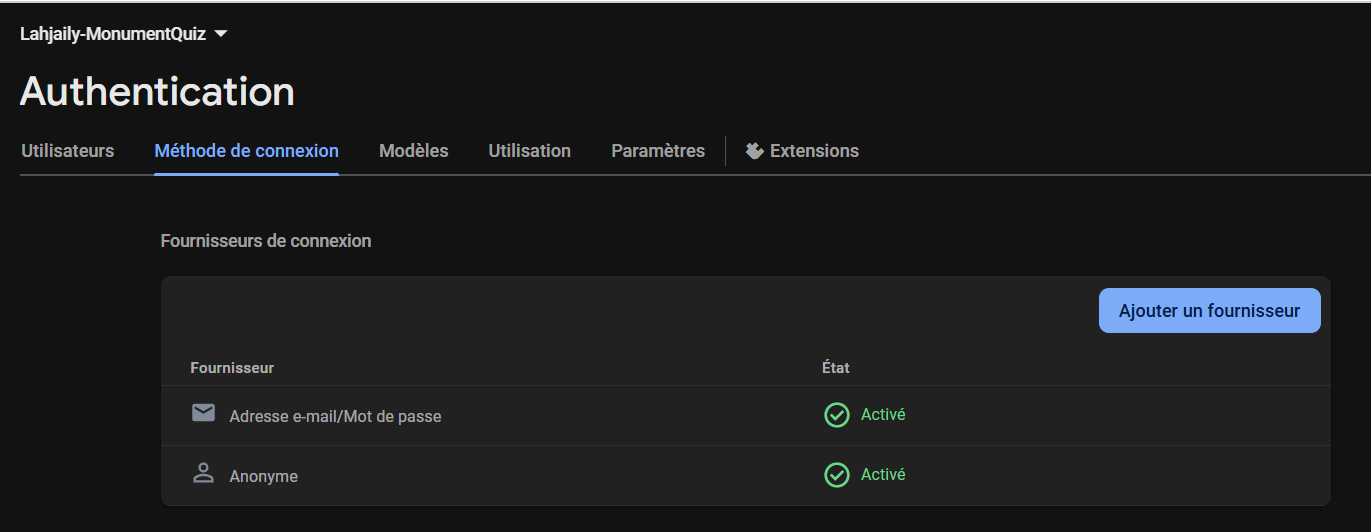 Lahjaily-MonumentQuiz
Authentication
Utilisateurs Méthode de connexion Modèles Utilisation Paramètres Extensions
Fournisseurs de connexion
Ajouter un fournisseur
Fournisseur État
Adresse e-mail/Mot de passe Activé
Anonyme Activé